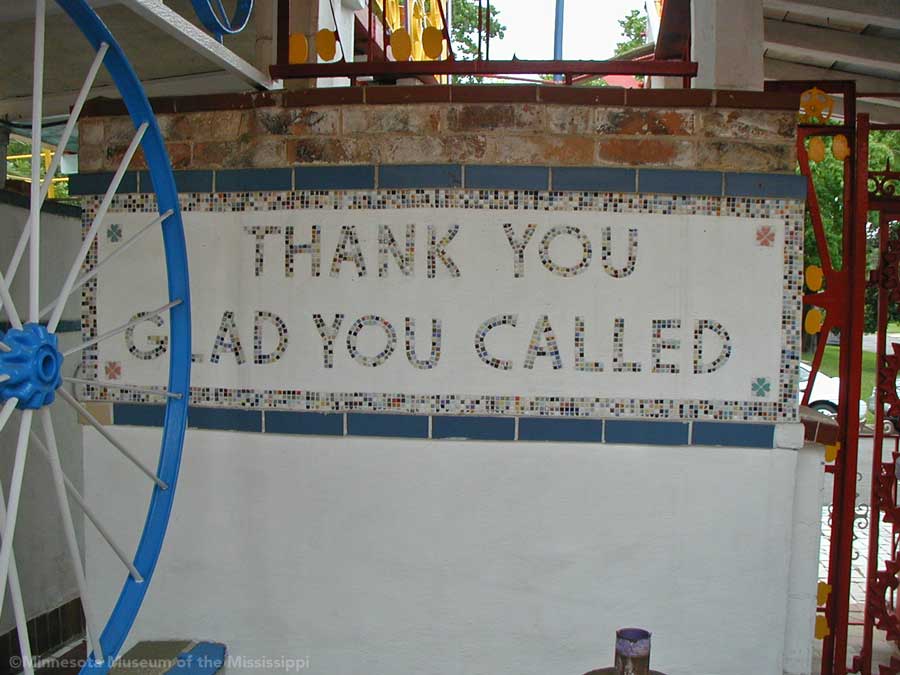 THANK YOU
GLAD YOU CALLED
©Minnesota Museum of the Mississippi